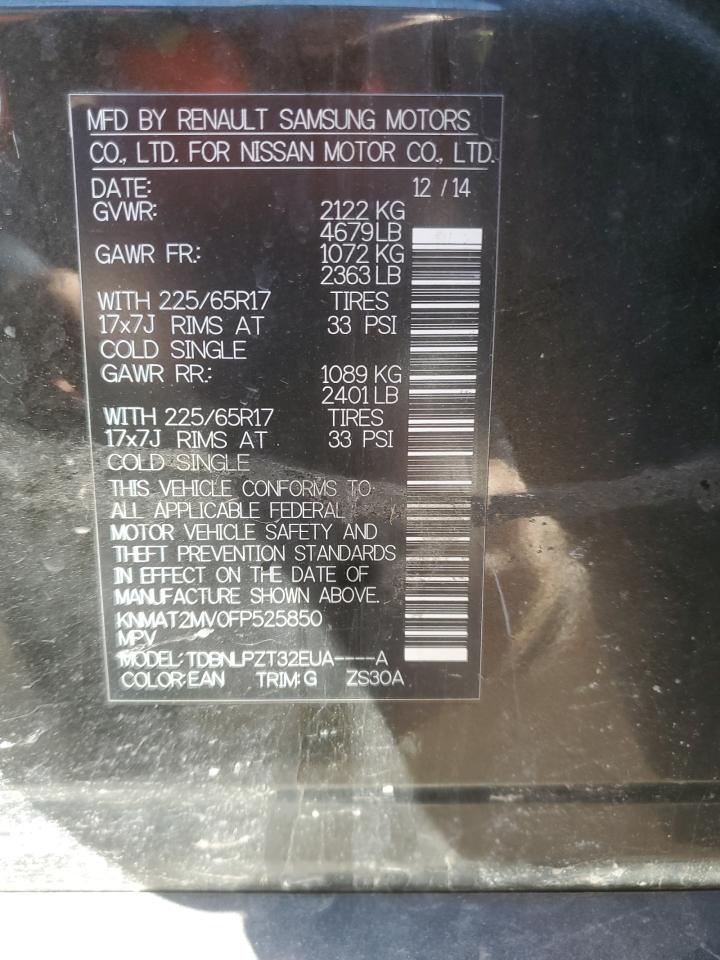 MFD BY RENAULT SAMSUNG MOTORS
CO., LTD. FOR NISSAN MOTOR CO., LTD.
DATE: 12 / 14
GVWR: 2122 KG
4679 LB
GAWR FR.: 1072 KG
2363 LB
WITH 225/65R17 TIRES
17x7J RIMS AT 33 PSI
COLD SINGLE
GAWR RR.: 1089 KG
2401 LB
WITH 225/65R17 TIRES
17x7J RIMS AT 33 PSI
COLD SINGLE
THIS VEHICLE CONFORMS TO
ALL APPLICABLE FEDERAL
MOTOR VEHICLE SAFETY AND
THEFT PREVENTION STANDARDS
IN EFFECT ON THE DATE OF
MANUFACTURE SHOWN ABOVE.
KNMAT2MV0FP525850
MPV
MODEL: TDBNLPZT32EUA----A
COLOR:EAN TRIM:G ZS30A